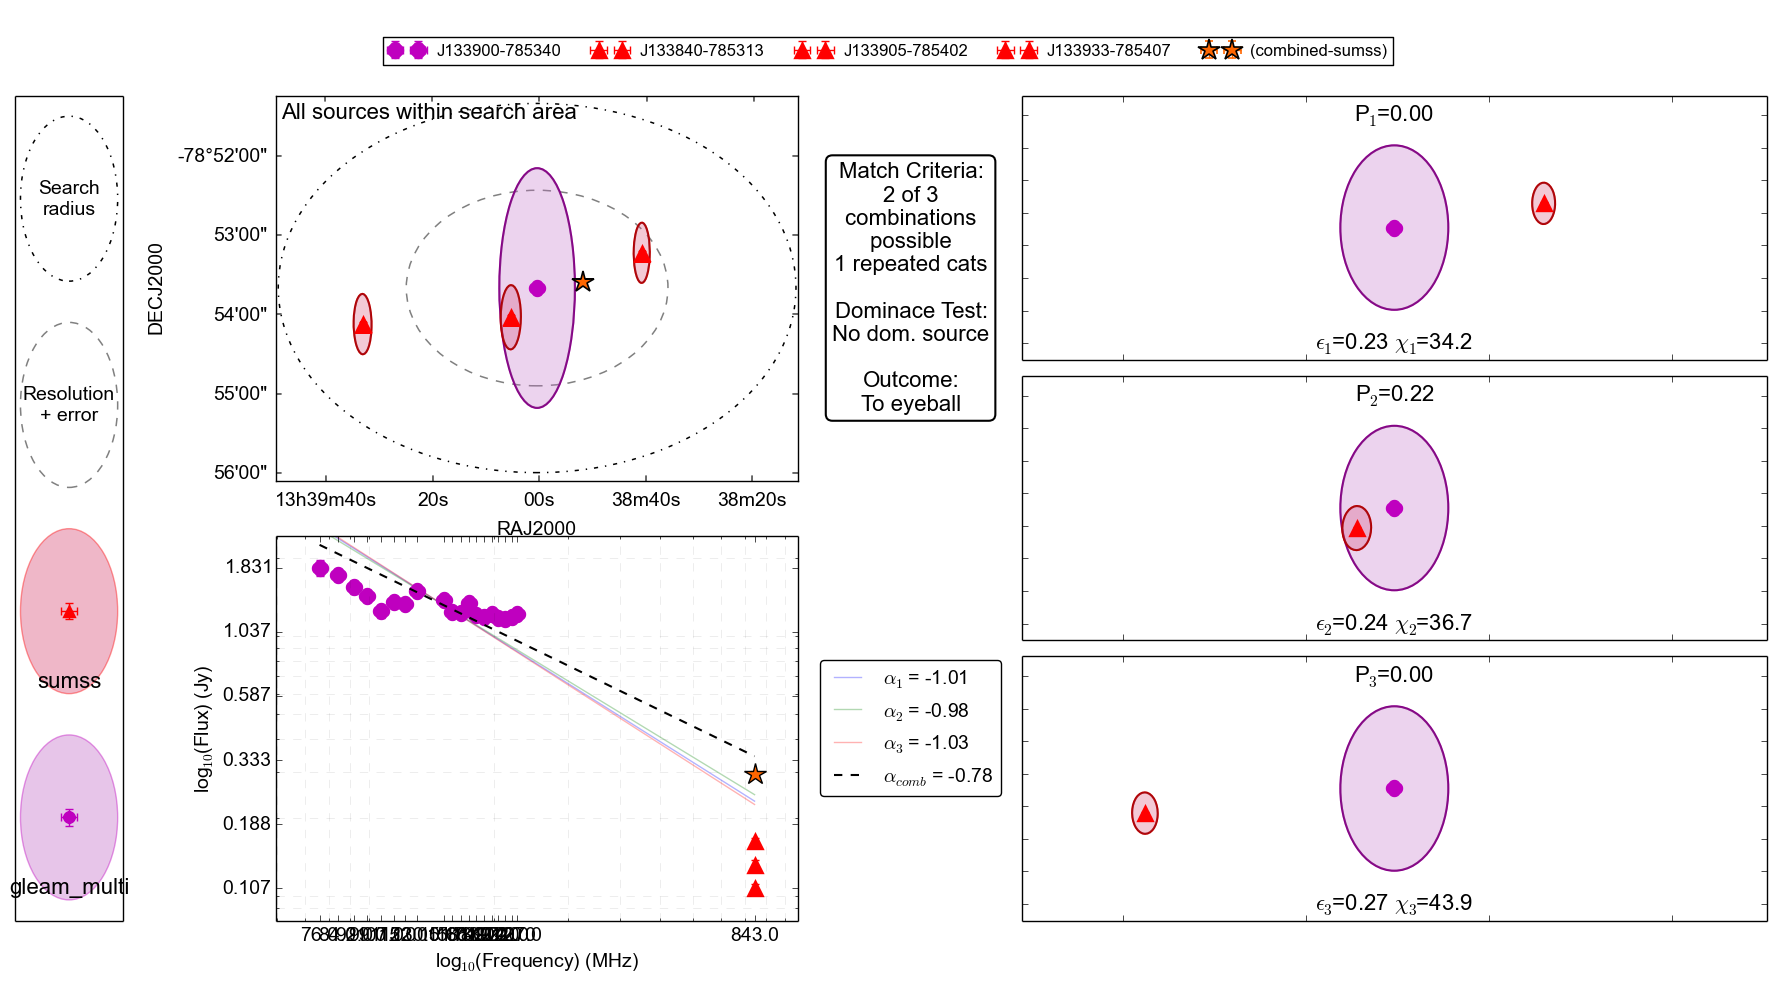 J133900-785340 J133840-785313 J133905-785402 J133933-785407 (combined-sumss)
Search
radius
Resolution
+ error
sumss
gleam_multi
All sources within search area
-78°52'00"
53'00"
54'00"
55'00"
56'00"
DECJ2000
13h39m40s 20s 00s 38m40s 38m20s
RAJ2000
Match Criteria:
2 of 3
combinations
possible
1 repeated cats
Dominace Test:
No dom. source
Outcome:
To eyeball
1.831
1.037
0.587
0.333
0.188
0.107
log10(Flux) (Jy)
843.0
log10(Frequency) (MHz)
α1 = -1.01
α2 = -0.98
α3 = -1.03
αcomb = -0.78
P1=0.00
ϵ1=0.23 χ1=34.2
P2=0.22
ϵ2=0.24 χ2=36.7
P3=0.00
ϵ3=0.27 χ3=43.9